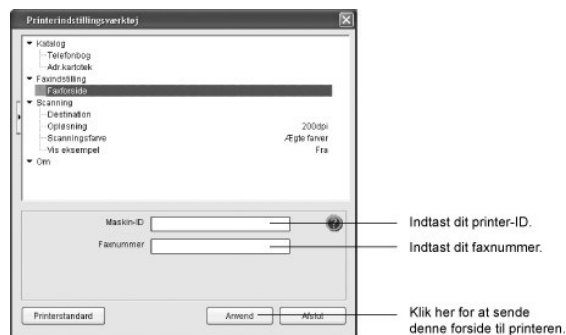 Printerindstillingsværktøj
Katalog
Telefonbog
Adr.kartotek
Faxindstilling
Faxforside
Scanning
Destination
Opløsning 200dpi
Scanningsfarve Ægte farver
Vis eksempel Fra
Om
Maskin-ID
Indtast dit printer-ID.
Faxnummer
Indtast dit faxnummer.
Printerstandard Anvend Afslut
Klik her for at sende
denne forside til printeren.